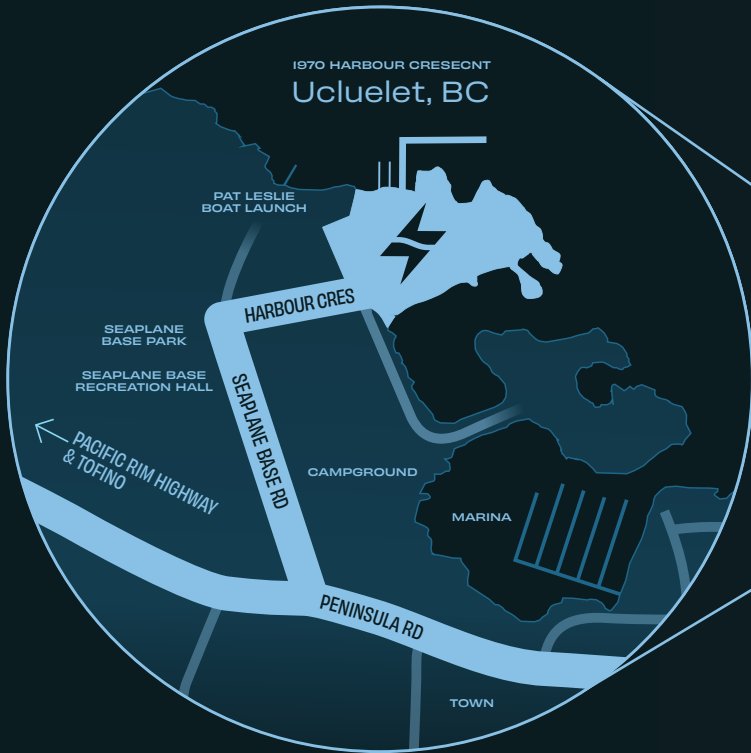 1970 HARBOUR CRESECNT
Ucluelet, BC
PAT LESLIE
BOAT LAUNCH
HARBOUR CRES
SEAPLANE
BASE PARK
SEAPLANE BASE
RECREATION HALL
SEAPLANE BASE RD
PACIFIC RIM HIGHWAY
& TOFINO
CAMPGROUND
MARINA
PENINSULA RD
TOWN